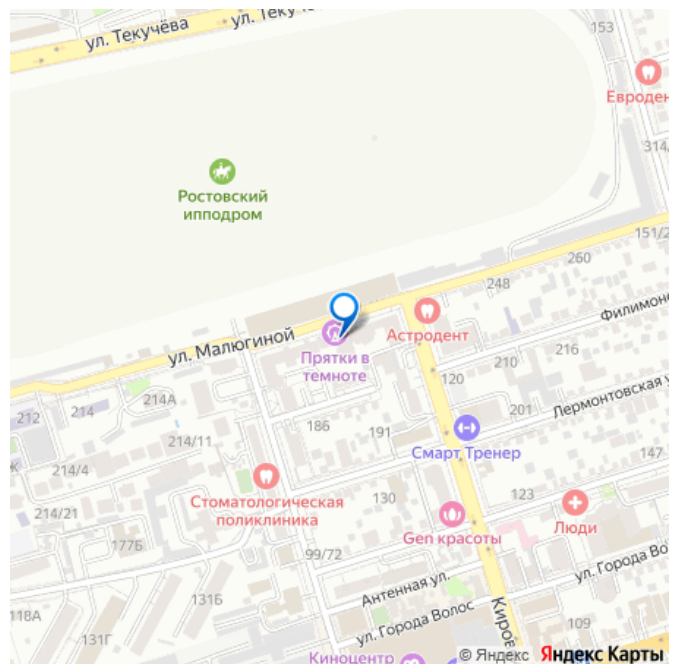 ул. Текучёва
ул. Текучё
153
Евроден
314
Ростовский
ипподром
151/2
260
248
Филимоно
ул. Малюгиной
Астродент
Прятки в
темноте
216
210
120
214А
214
212
201
Лермонтовская у
186
191
Смарт Тренер
214/11
214/4
147
Стоматологическая
поликлиника
130
123
214/21
Gen красоты
Люди
177Б
99/72
ул. Города Воло
Антенная ул.
131Б
118А
ул. Города Волос
Киров
109
131Г
Киноцентр
© Яндекс Яндекс Карты